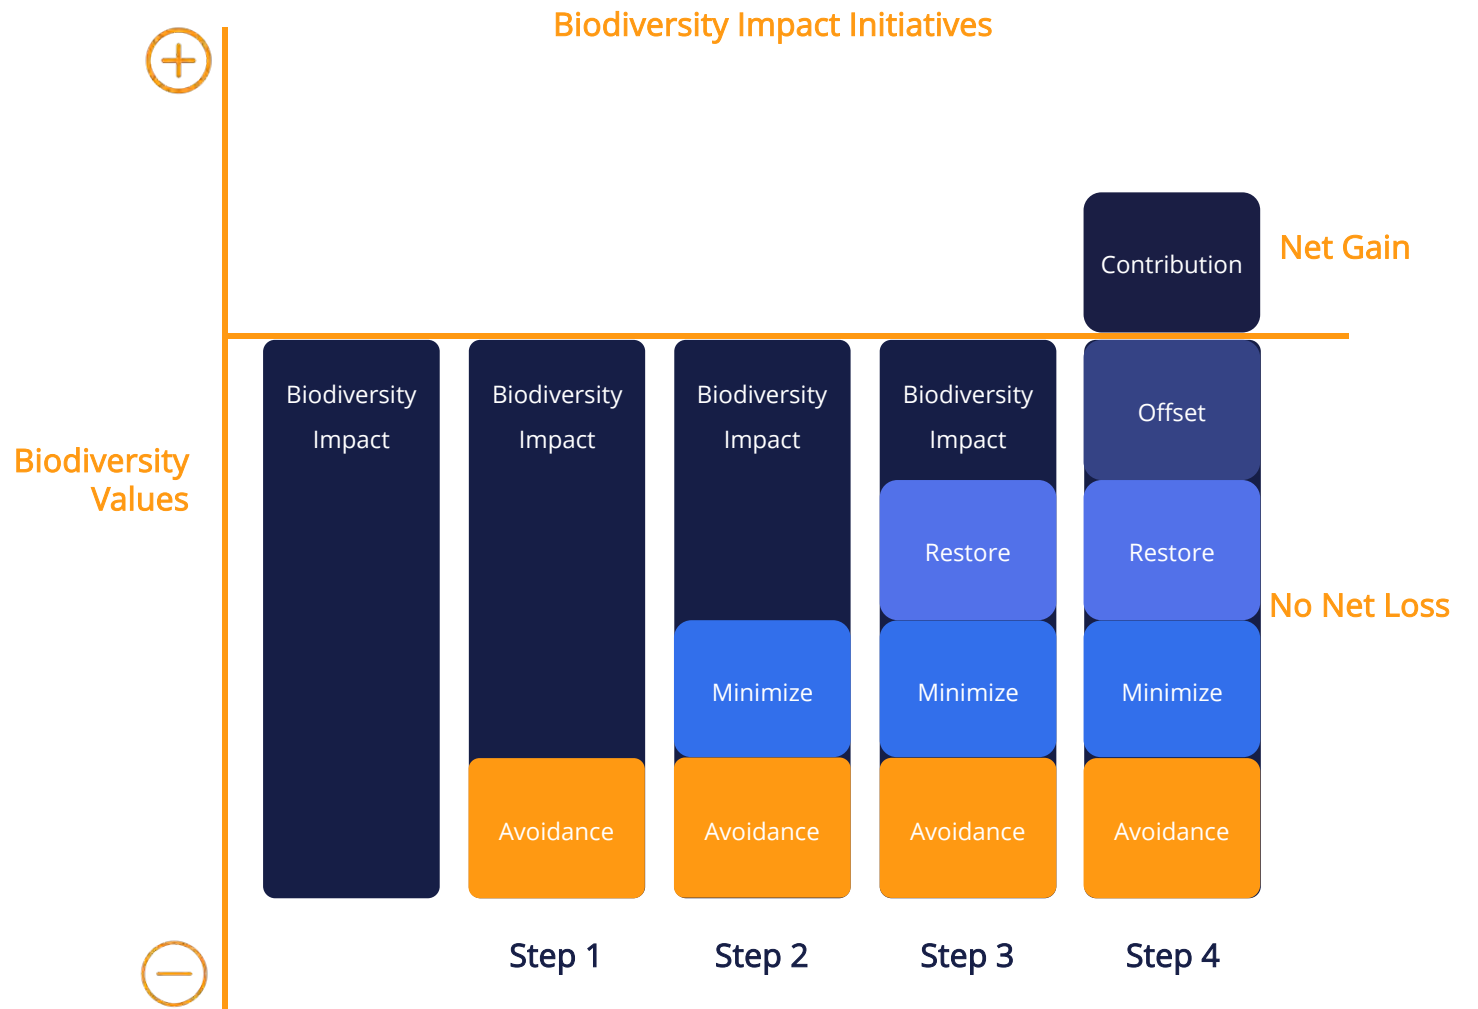 Biodiversity Impact Initiatives
Contribution
Net Gain
Biodiversity
Impact
Biodiversity
Impact
Biodiversity
Impact
Biodiversity
Impact
Offset
Biodiversity
Values
Restore
Restore
No Net Loss
Minimize
Minimize
Minimize
Avoidance
Avoidance
Avoidance
Avoidance
Step 1
Step 2
Step 3
Step 4